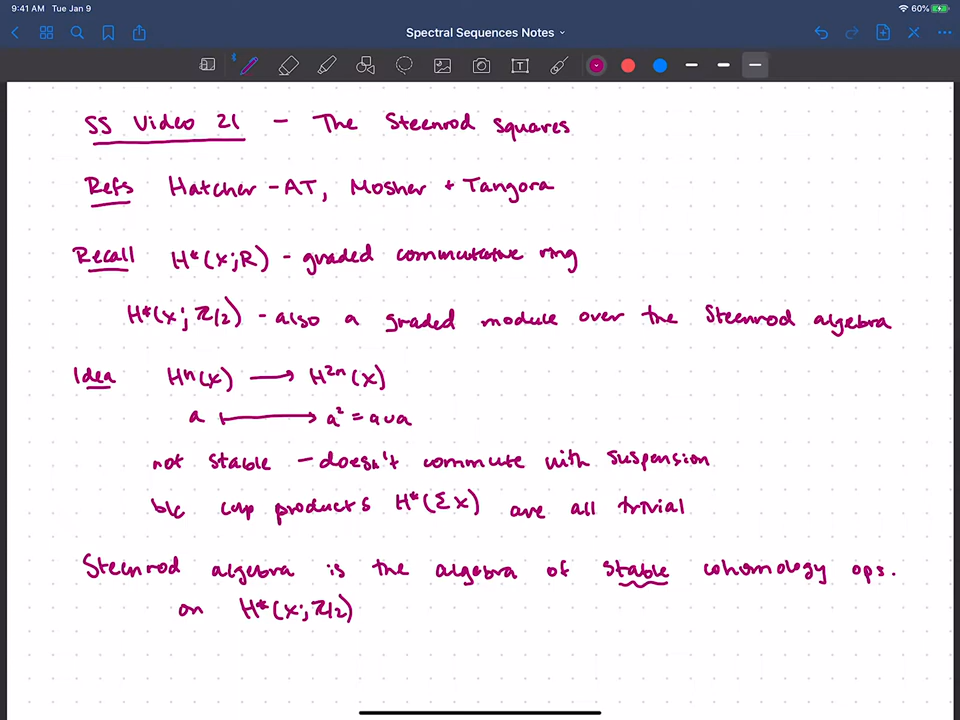 9:41 AM Tue Jan 9
60%
Spectral Sequences Notes
SS Video 21 - The Steenrod Squares
Refs Hatcher - AT, Mosher + Tangora
Recall H*(X;R) - graded commutative ring
H*(X;ℤ/2) - also a graded module over the Steenrod algebra
Idea Hⁿ(X) → H²ⁿ(X)
a ↦ a² = a∪a
not stable - doesn't commute with suspension
b/c cup products H*(ΣX) are all trivial
Steenrod algebra is the algebra of stable cohomology ops.
on H*(X;ℤ/2)